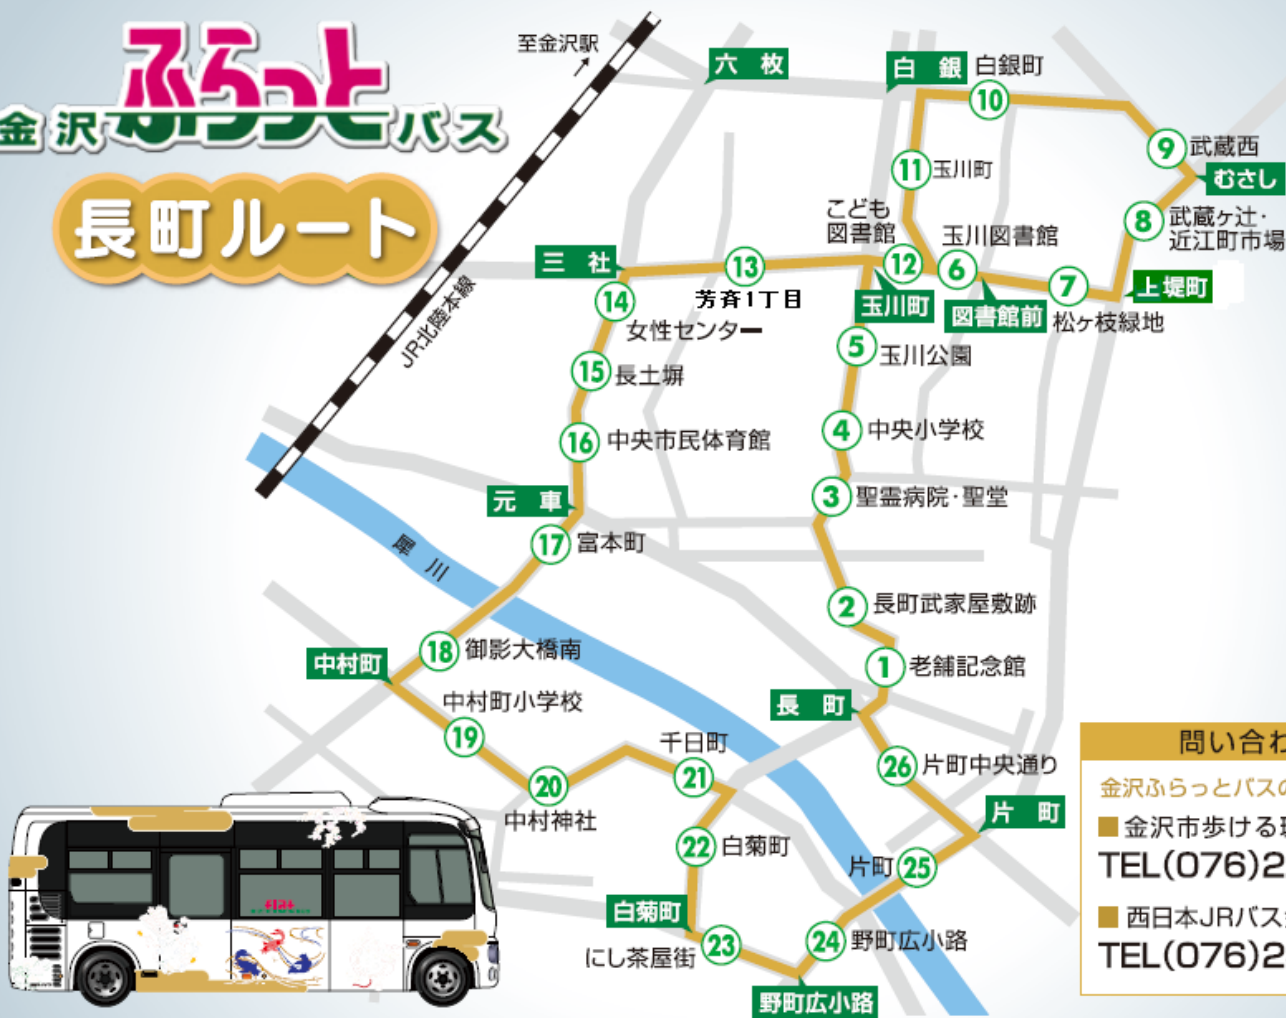 至金沢駅
ふらっと
金沢 バス
長町ルート
JR北陸本線
犀川
六枚
白銀
白銀町
10
9
武蔵西
むさし
8
武蔵ヶ辻・
近江町市場
上堤町
11
玉川町
こども
図書館
12
玉川図書館
6
7
松ヶ枝緑地
図書館前
玉川町
三社
13
芳斉1丁目
14
女性センター
15
長土塀
16
中央市民体育館
元車
17
富本町
5
玉川公園
4
中央小学校
3
聖霊病院・聖堂
2
長町武家屋敷跡
1
老舗記念館
長町
26
片町中央通り
片町
片町
25
24
野町広小路
野町広小路
23
にし茶屋街
白菊町
22
白菊町
千日町
21
20
中村神社
中村町小学校
19
中村町
18
御影大橋南
問い合わ
金沢ふらっとバスの
■金沢市歩ける
TEL(076)2
■西日本JRバス
TEL(076)2